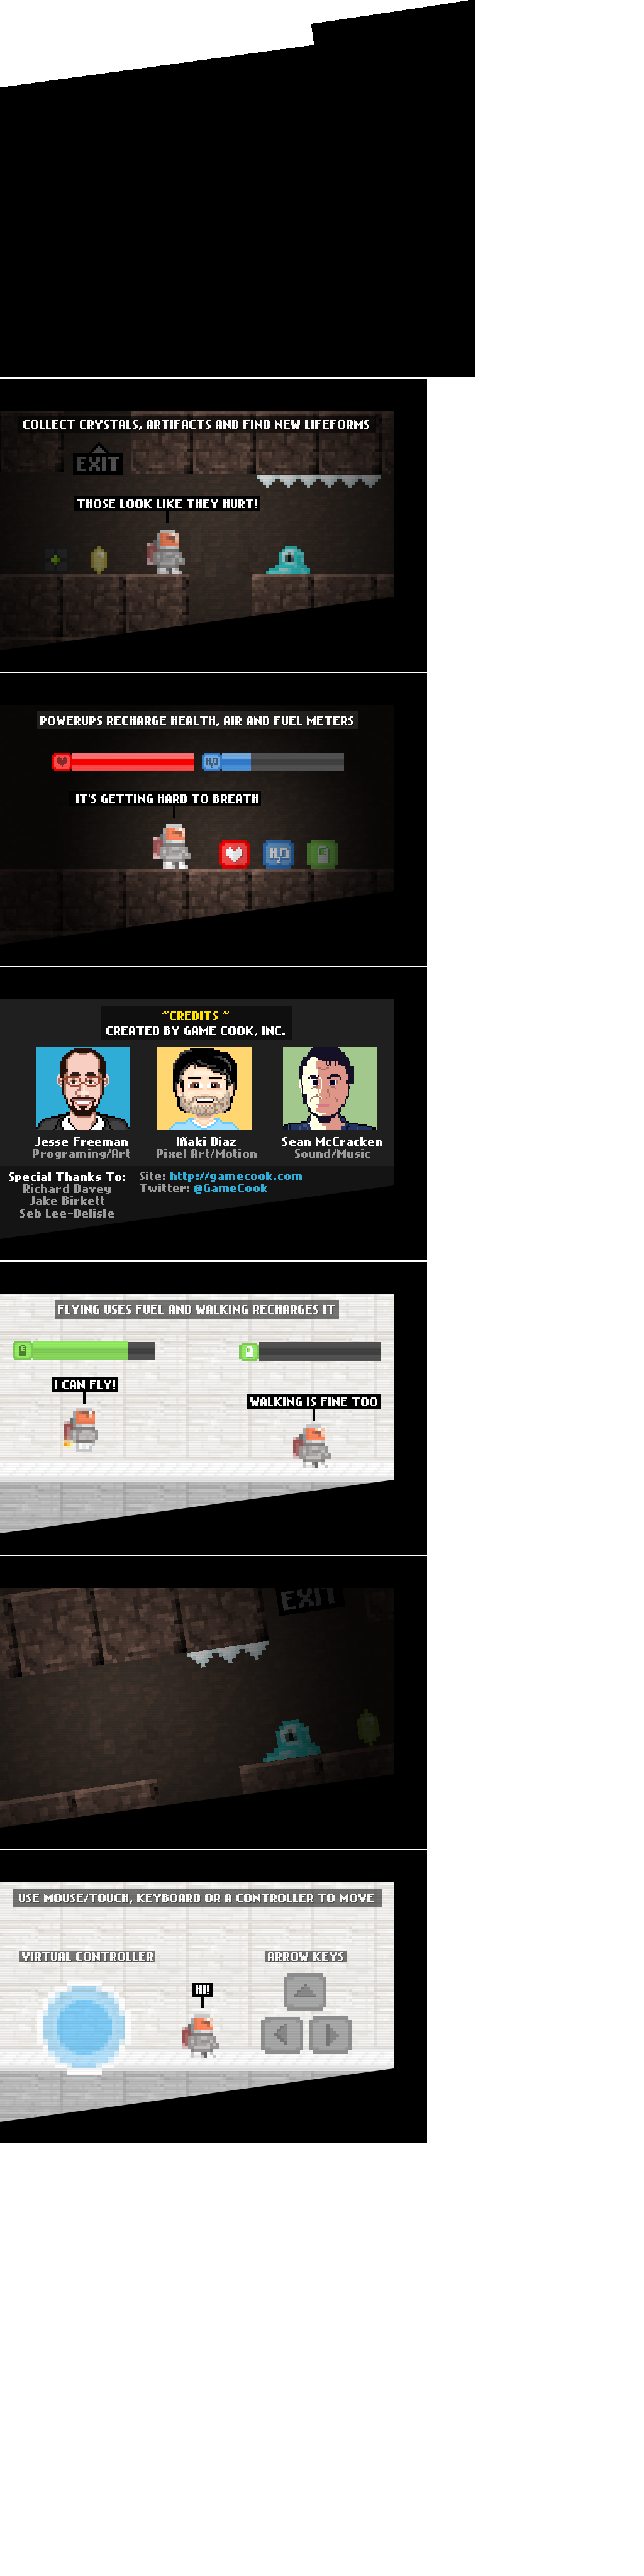 COLLECT CRYSTALS, ARTIFACTS AND FIND NEW LIFEFORMS
EXIT
THOSE LOOK LIKE THEY HURT!
POWERUPS RECHARGE HEALTH, AIR AND FUEL METERS
H2O
IT'S GETTING HARD TO BREATH
H2O
~CREDITS ~
CREATED BY GAME COOK, INC.
Jesse Freeman
Programing/Art
Iñaki Diaz
Pixel Art/Motion
Sean McCracken
Sound/Music
Special Thanks To:
Richard Davey
Jake Birkett
Seb Lee-Delisle
Site: http://gamecook.com
Twitter: @GameCook
FLYING USES FUEL AND WALKING RECHARGES IT
I CAN FLY!
WALKING IS FINE TOO
EXIT
USE MOUSE/TOUCH, KEYBOARD OR A CONTROLLER TO MOVE
VIRTUAL CONTROLLER
ARROW KEYS
HI!